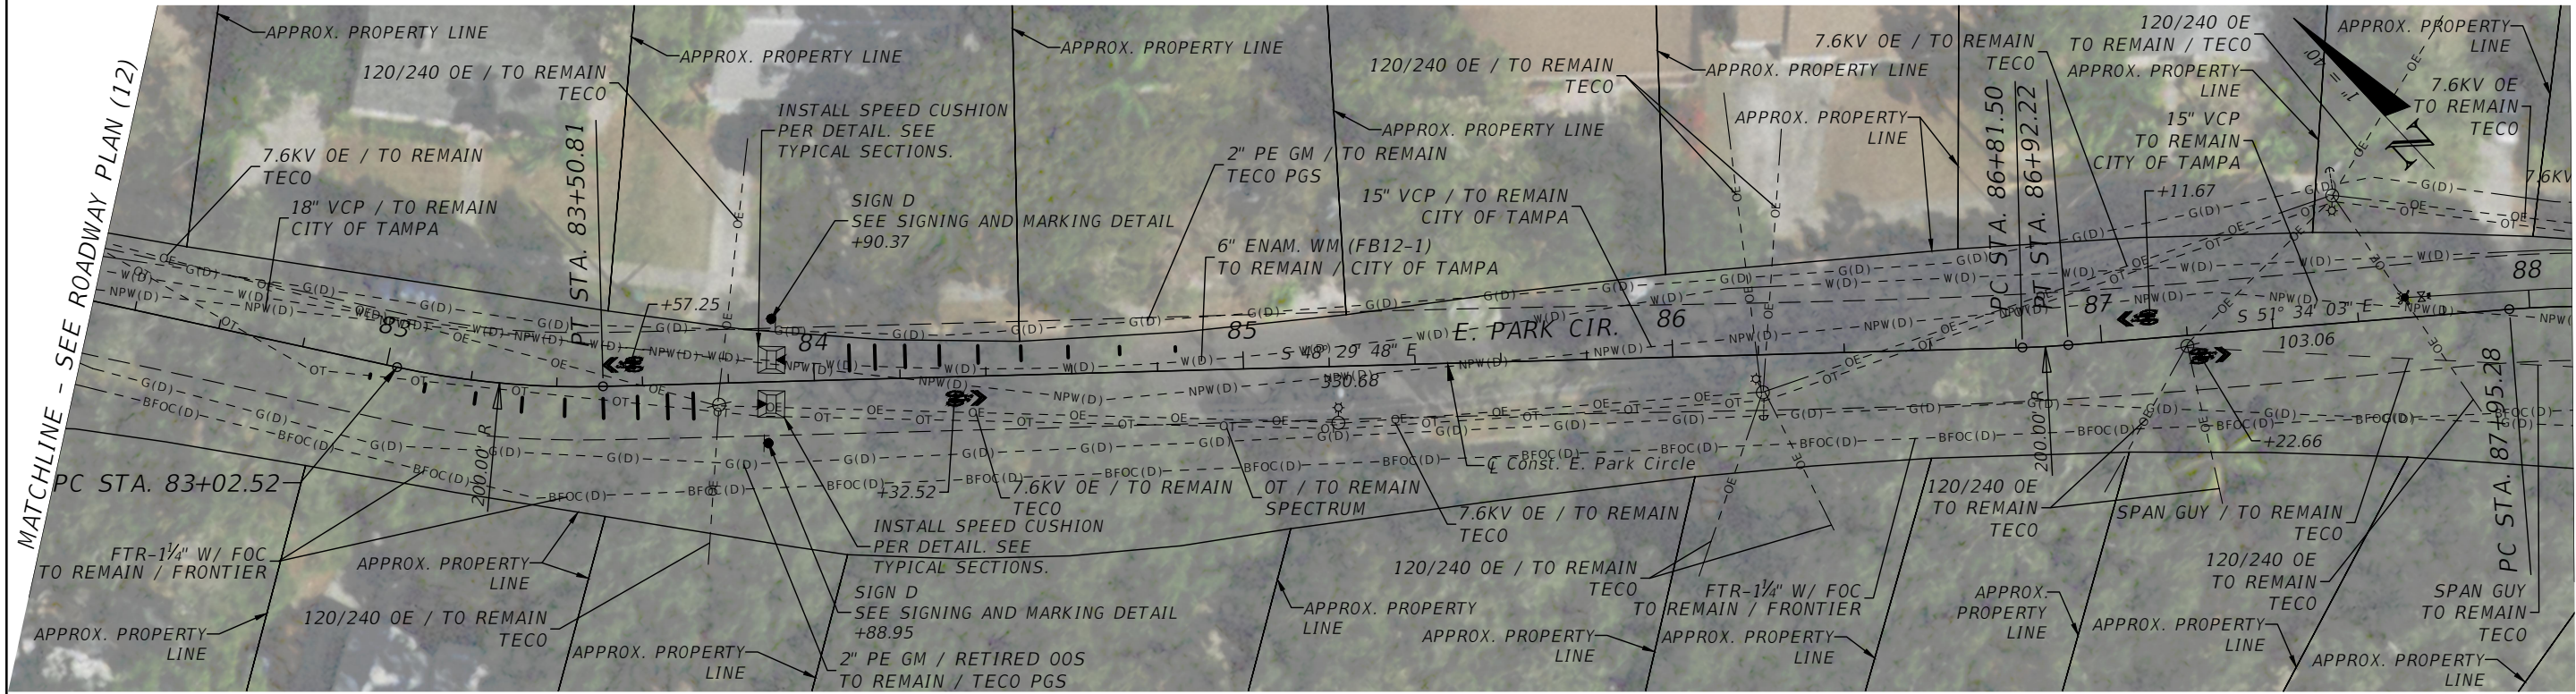 MATCHLINE - SEE ROADWAY PLAN (12)
APPROX. PROPERTY LINE
120/240 OE / TO REMAIN
TECO
APPROX. PROPERTY LINE
7.6KV OE / TO REMAIN
TECO
18" VCP / TO REMAIN
CITY OF TAMPA
PT STA. 83+50.81
INSTALL SPEED CUSHION
PER DETAIL. SEE
TYPICAL SECTIONS.
SIGN D
SEE SIGNING AND MARKING DETAIL
+90.37
APPROX. PROPERTY LINE
2" PE GM / TO REMAIN
TECO PGS
6" ENAM. WM (FB12-1)
TO REMAIN / CITY OF TAMPA
120/240 OE / TO REMAIN
TECO
APPROX. PROPERTY LINE
15" VCP / TO REMAIN
CITY OF TAMPA
APPROX. PROPERTY LINE
7.6KV OE / TO REMAIN
TECO
APPROX. PROPERTY
LINE
PC STA. 86+81.50
PT STA. 86+92.22
120/240 OE
TO REMAIN / TECO
APPROX. PROPERTY
LINE
15" VCP
TO REMAIN
CITY OF TAMPA
+11.67
1" = 40'
N
APPROX. PROPERTY
LINE
7.6KV OE
TO REMAIN
TECO
7.6KV
+57.25
83
84
85
86
87
88
E. PARK CIR.
S 48° 29' 48" E
330.68
S 51° 34' 03" E
103.06
W(D)
G(D)
NPW(D)
OT
OE
BFOC(D)
PC STA. 83+02.52
200.00' R
+32.52
7.6KV OE / TO REMAIN
TECO
OT / TO REMAIN
SPECTRUM
℄ Const. E. Park Circle
7.6KV OE / TO REMAIN
TECO
200.00' R
+22.66
PC STA. 87+95.28
FTR-1¼" W/ FOC
TO REMAIN / FRONTIER
APPROX. PROPERTY
LINE
APPROX. PROPERTY
LINE
120/240 OE / TO REMAIN
TECO
APPROX. PROPERTY
LINE
INSTALL SPEED CUSHION
PER DETAIL. SEE
TYPICAL SECTIONS.
SIGN D
SEE SIGNING AND MARKING DETAIL
+88.95
2" PE GM / RETIRED OOS
TO REMAIN / TECO PGS
APPROX. PROPERTY
LINE
120/240 OE / TO REMAIN
TECO
APPROX. PROPERTY
LINE
FTR-1¼" W/ FOC
TO REMAIN / FRONTIER
APPROX. PROPERTY
LINE
120/240 OE
TO REMAIN
TECO
APPROX.
PROPERTY
LINE
SPAN GUY / TO REMAIN
TECO
120/240 OE
TO REMAIN
TECO
APPROX. PROPERTY
LINE
SPAN GUY
TO REMAIN
TECO
APPROX. PROPERTY
LINE